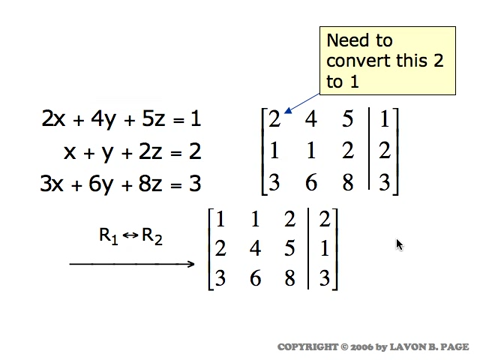 Need to
convert this 2
to 1
2x + 4y + 5z = 1
x + y + 2z = 2
3x + 6y + 8z = 3
2 4 5 | 1
1 1 2 | 2
3 6 8 | 3
R₁ ↔ R₂
1 1 2 | 2
2 4 5 | 1
3 6 8 | 3
COPYRIGHT © 2006 by LAVON B. PAGE